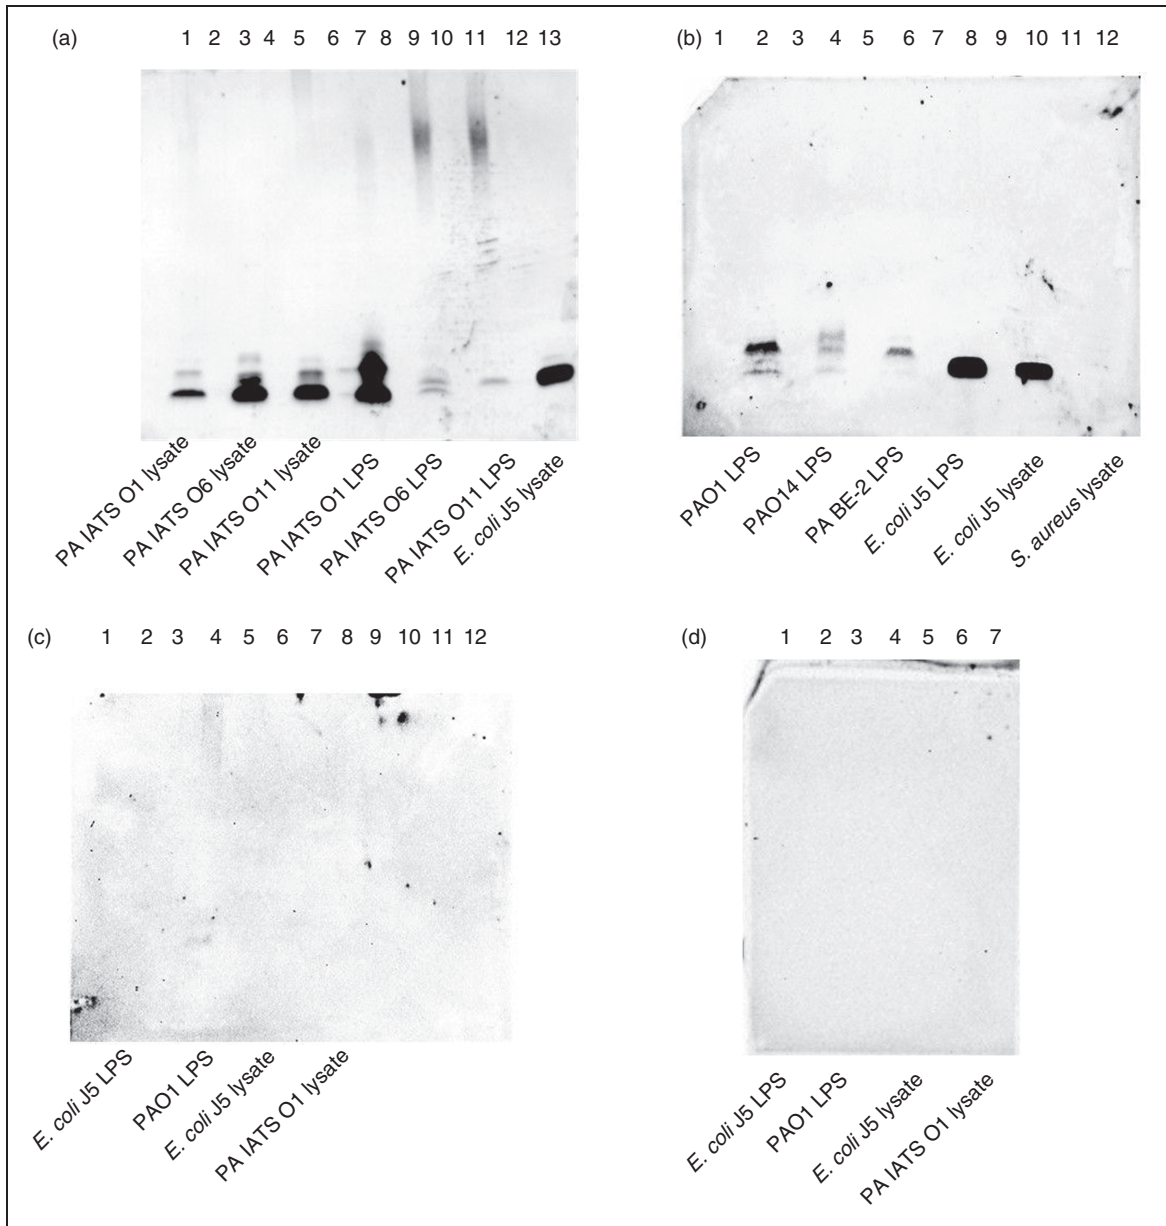 (a) 1 2 3 4 5 6 7 8 9 10 11 12 13
PA IATS O1 lysate
PA IATS O6 lysate
PA IATS O11 lysate
PA IATS O1 LPS
PA IATS O6 LPS
PA IATS O11 LPS
E. coli J5 lysate
(b) 1 2 3 4 5 6 7 8 9 10 11 12
PAO1 LPS
PAO14 LPS
PA BE-2 LPS
E. coli J5 LPS
E. coli J5 lysate
S. aureus lysate
(c) 1 2 3 4 5 6 7 8 9 10 11 12
E. coli J5 LPS
PAO1 LPS
E. coli J5 lysate
PA IATS O1 lysate
(d) 1 2 3 4 5 6 7
E. coli J5 LPS
PAO1 LPS
E. coli J5 lysate
PA IATS O1 lysate